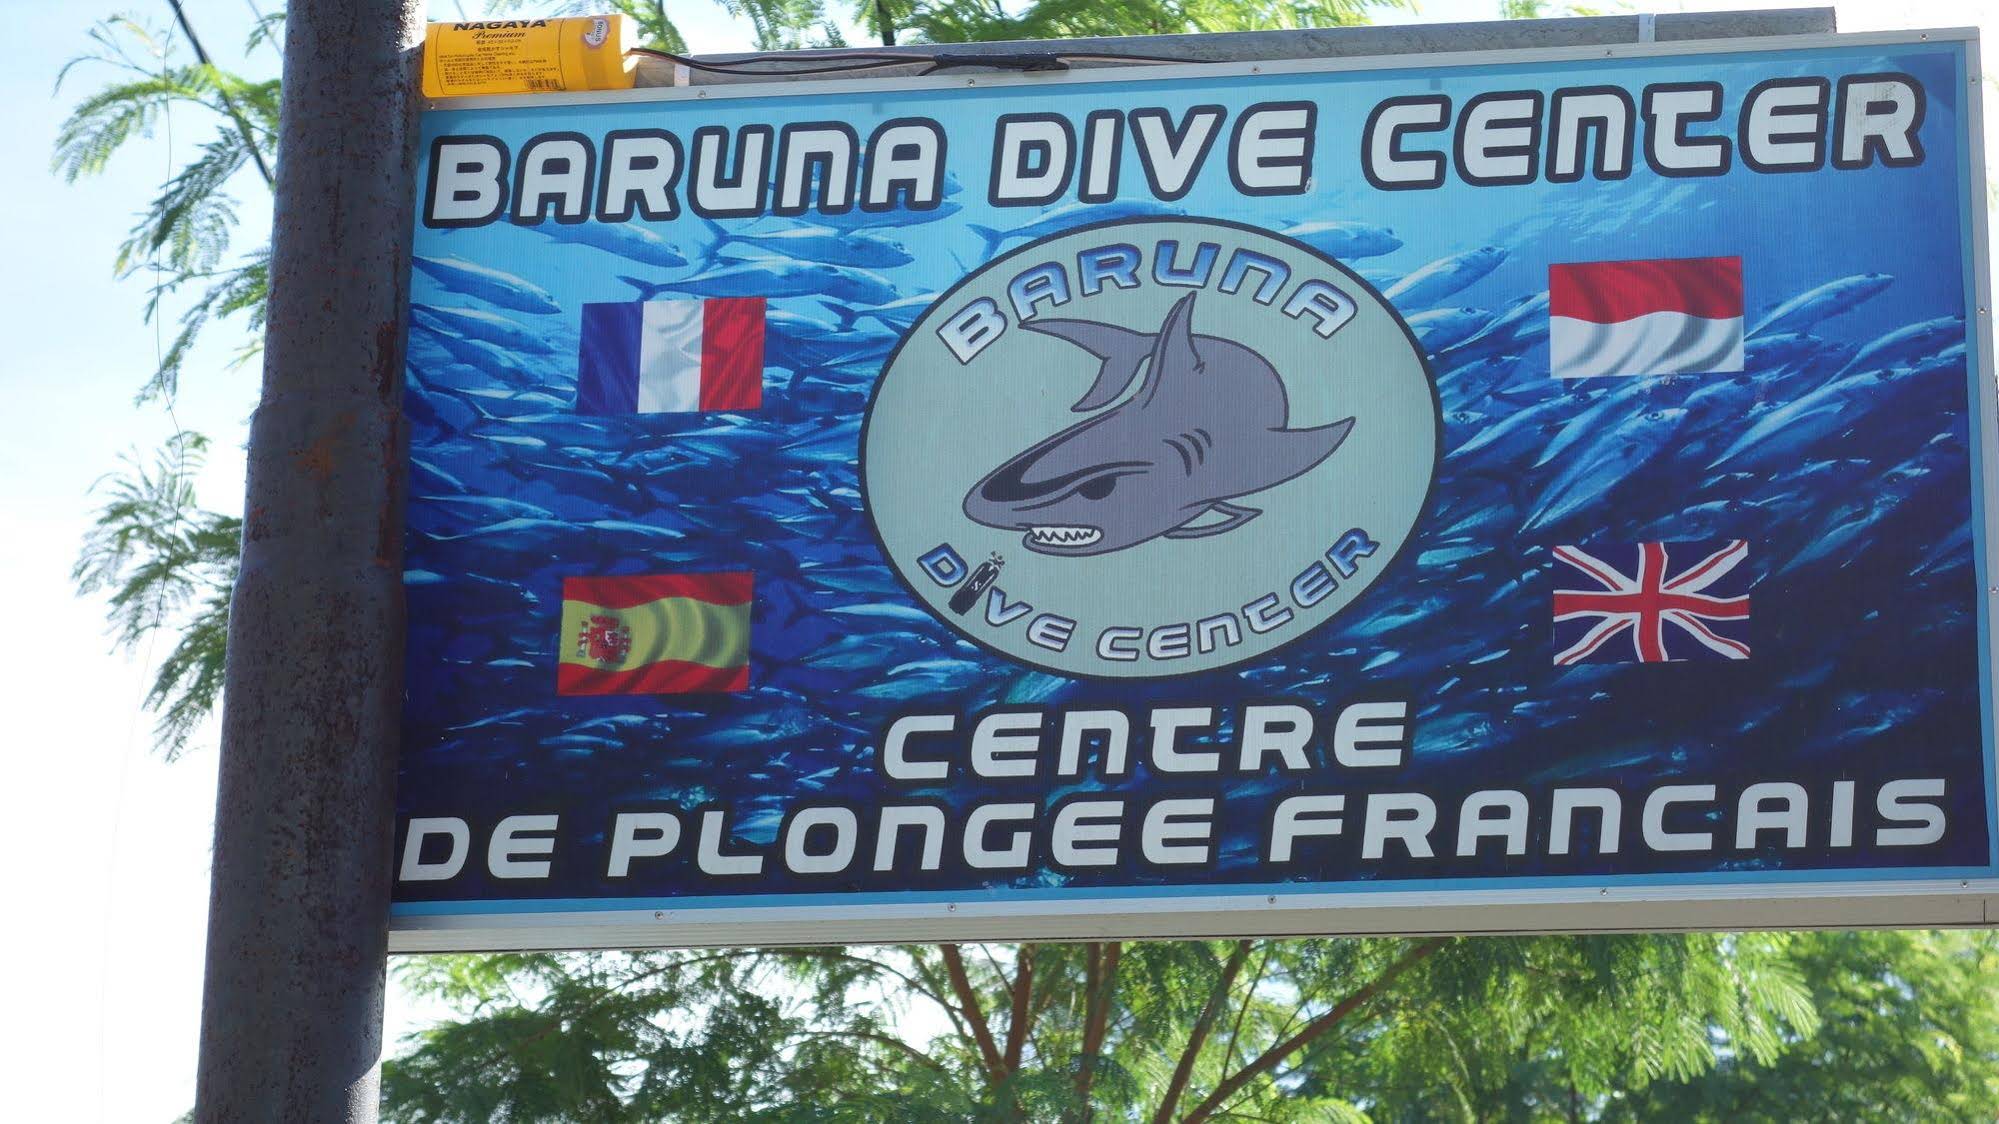 NAGAYA
Premium
BARUNA DIVE CENTER
BARUNA
DIVE CENTER
CENTRE
DE PLONGEE FRANCAIS